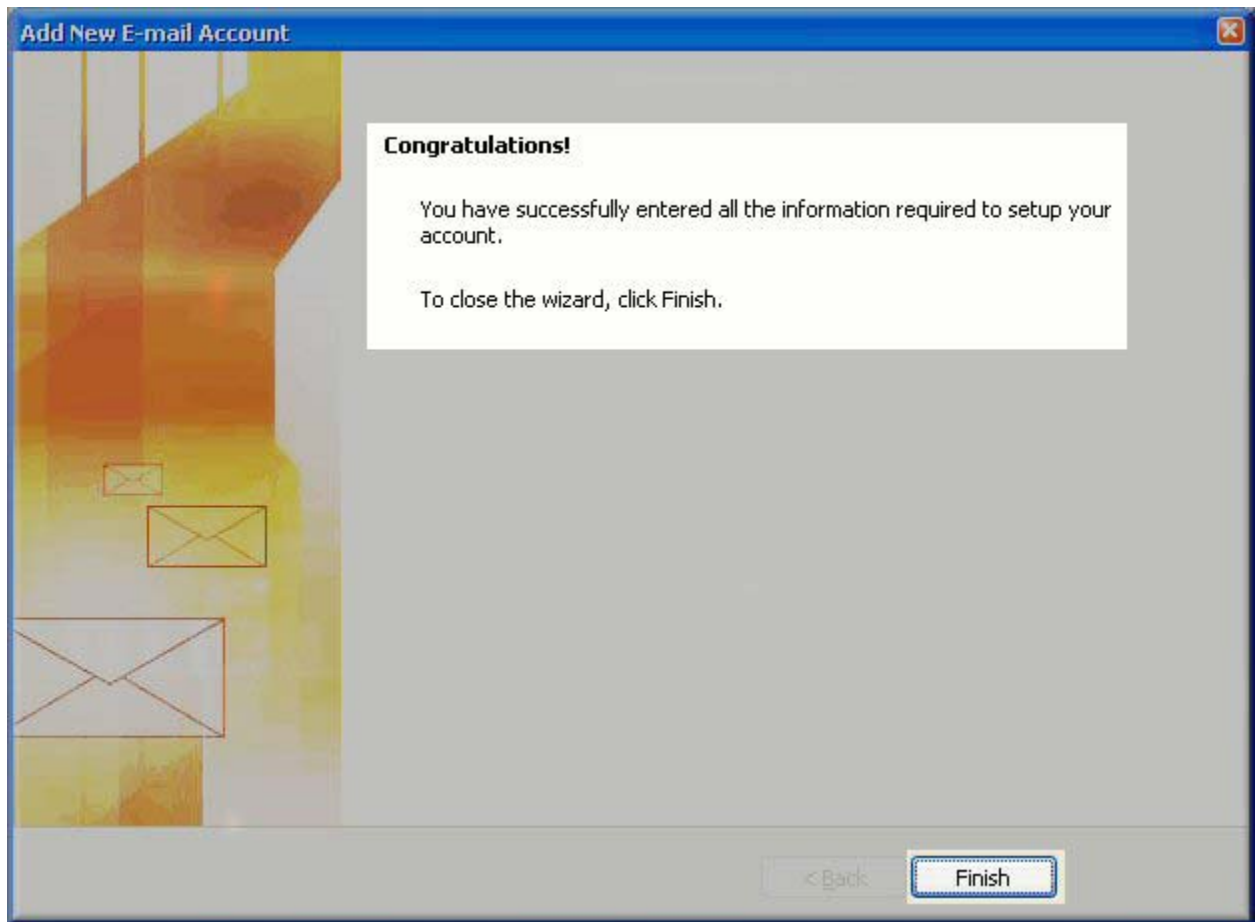 Add New E-mail Account
Congratulations!
You have successfully entered all the information required to setup your
account.
To close the wizard, click Finish.
< Back
Finish